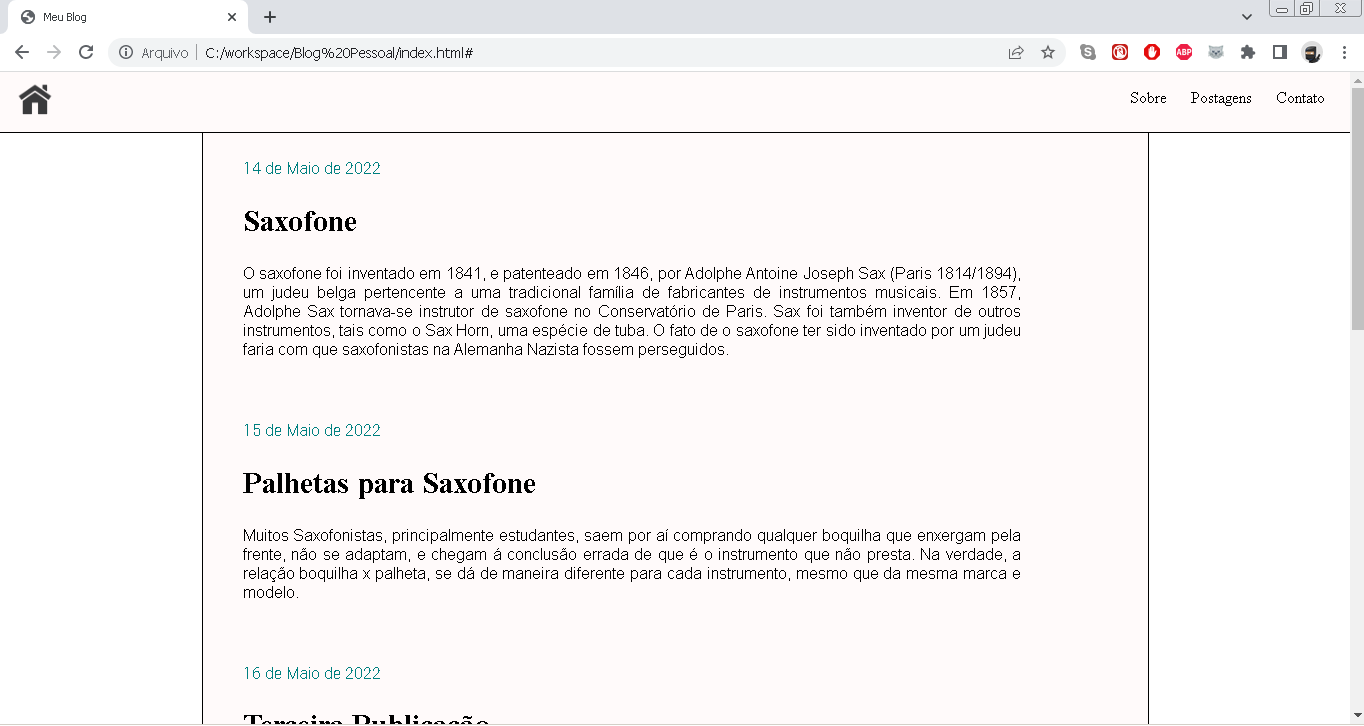 Meu Blog
Arquivo | C:/workspace/Blog%20Pessoal/index.html#
ABP
Sobre Postagens Contato
14 de Maio de 2022
Saxofone
O saxofone foi inventado em 1841, e patenteado em 1846, por Adolphe Antoine Joseph Sax (Paris 1814/1894),
um judeu belga pertencente a uma tradicional família de fabricantes de instrumentos musicais. Em 1857,
Adolphe Sax tornava-se instrutor de saxofone no Conservatório de Paris. Sax foi também inventor de outros
instrumentos, tais como o Sax Horn, uma espécie de tuba. O fato de o saxofone ter sido inventado por um judeu
faria com que saxofonistas na Alemanha Nazista fossem perseguidos.
15 de Maio de 2022
Palhetas para Saxofone
Muitos Saxofonistas, principalmente estudantes, saem por aí comprando qualquer boquilha que enxergam pela
frente, não se adaptam, e chegam á conclusão errada de que é o instrumento que não presta. Na verdade, a
relação boquilha x palheta, se dá de maneira diferente para cada instrumento, mesmo que da mesma marca e
modelo.
16 de Maio de 2022
Terceira Publicação